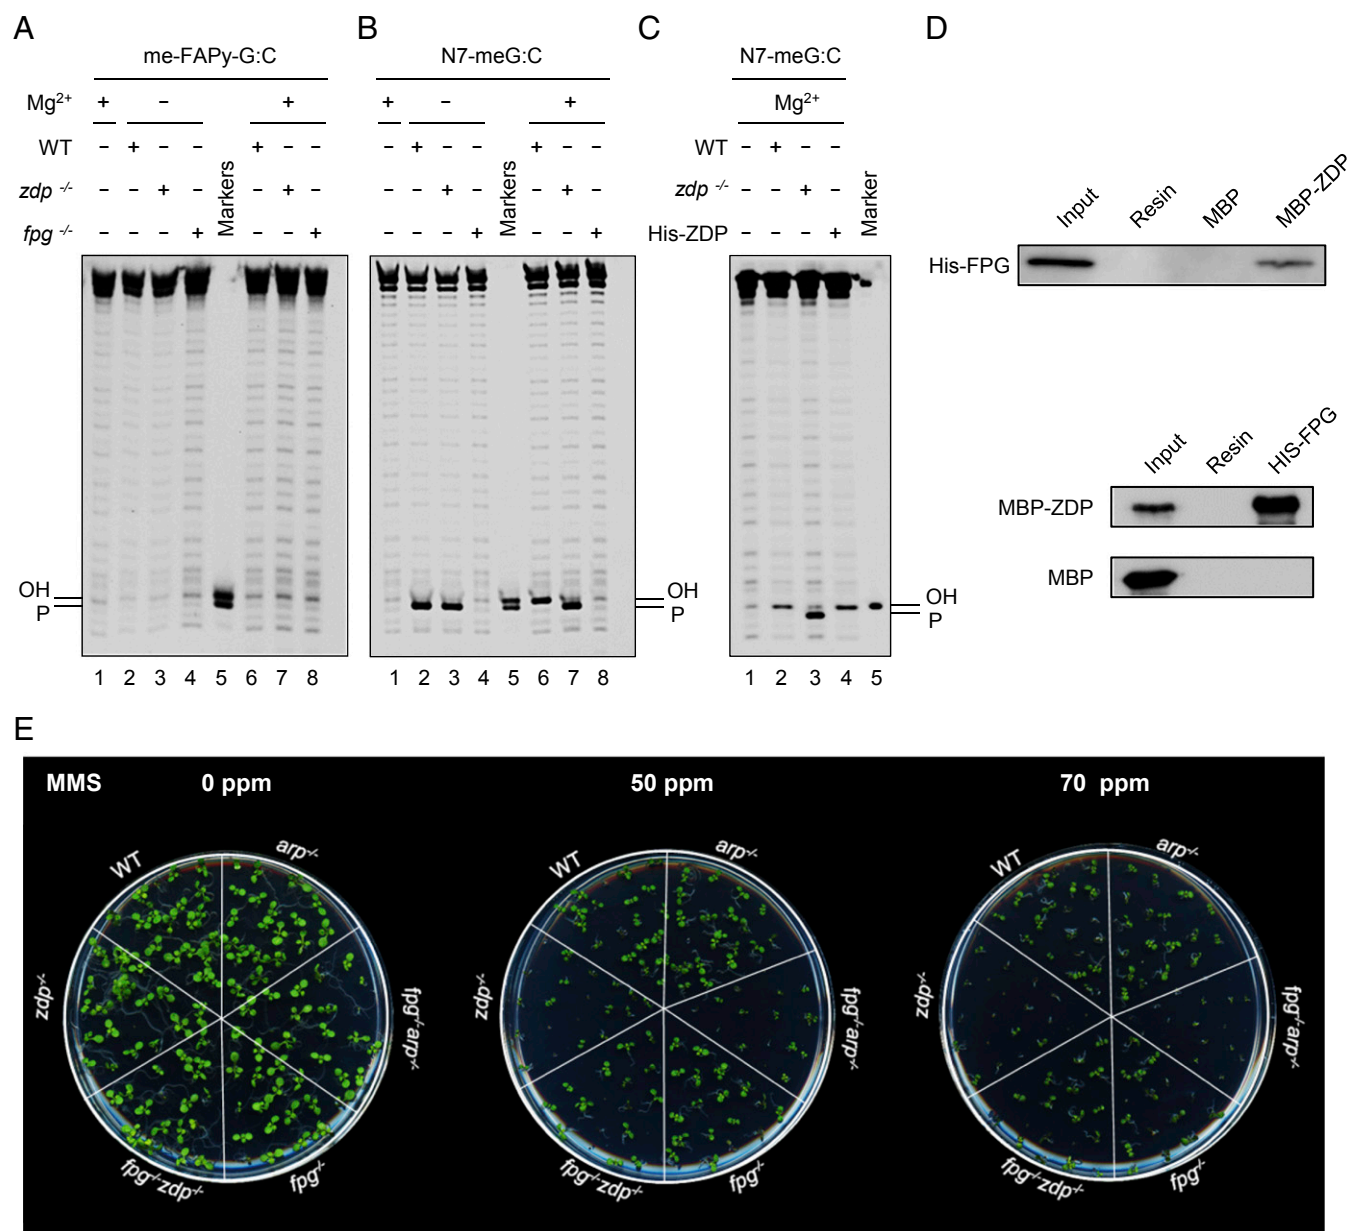 A
me-FAPy-G:C
Mg2+ + − +
WT − + − − + − −
zdp -/- − − + − − + −
fpg -/- − − − + − − +
Markers
OH
P
1 2 3 4 5 6 7 8
B
N7-meG:C
+ − +
− + − − + − −
− − + − − + −
− − − + − − +
Markers
1 2 3 4 5 6 7 8
C
N7-meG:C
Mg2+
WT − + − −
zdp -/- − − + −
His-ZDP − − − +
Marker
OH
P
1 2 3 4 5
D
Input Resin MBP MBP-ZDP
His-FPG
Input Resin HIS-FPG
MBP-ZDP
MBP
E
MMS 0 ppm 50 ppm 70 ppm
WT arp-/-
zdp-/- fpg-/-arp-/-
fpg-/-zdp-/- fpg-/-
WT arp-/-
zdp-/- fpg-/-arp-/-
fpg-/-zdp-/- fpg-/-
WT arp-/-
zdp-/- fpg-/-arp-/-
fpg-/-zdp-/- fpg-/-